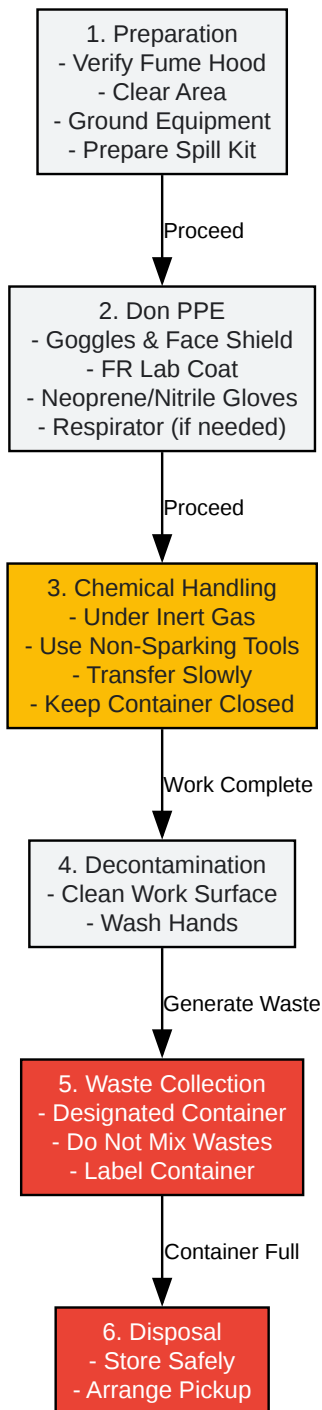 1. Preparation
- Verify Fume Hood
- Clear Area
- Ground Equipment
- Prepare Spill Kit
Proceed
2. Don PPE
- Goggles & Face Shield
- FR Lab Coat
- Neoprene/Nitrile Gloves
- Respirator (if needed)
Proceed
3. Chemical Handling
- Under Inert Gas
- Use Non-Sparking Tools
- Transfer Slowly
- Keep Container Closed
Work Complete
4. Decontamination
- Clean Work Surface
- Wash Hands
Generate Waste
5. Waste Collection
- Designated Container
- Do Not Mix Wastes
- Label Container
Container Full
6. Disposal
- Store Safely
- Arrange Pickup